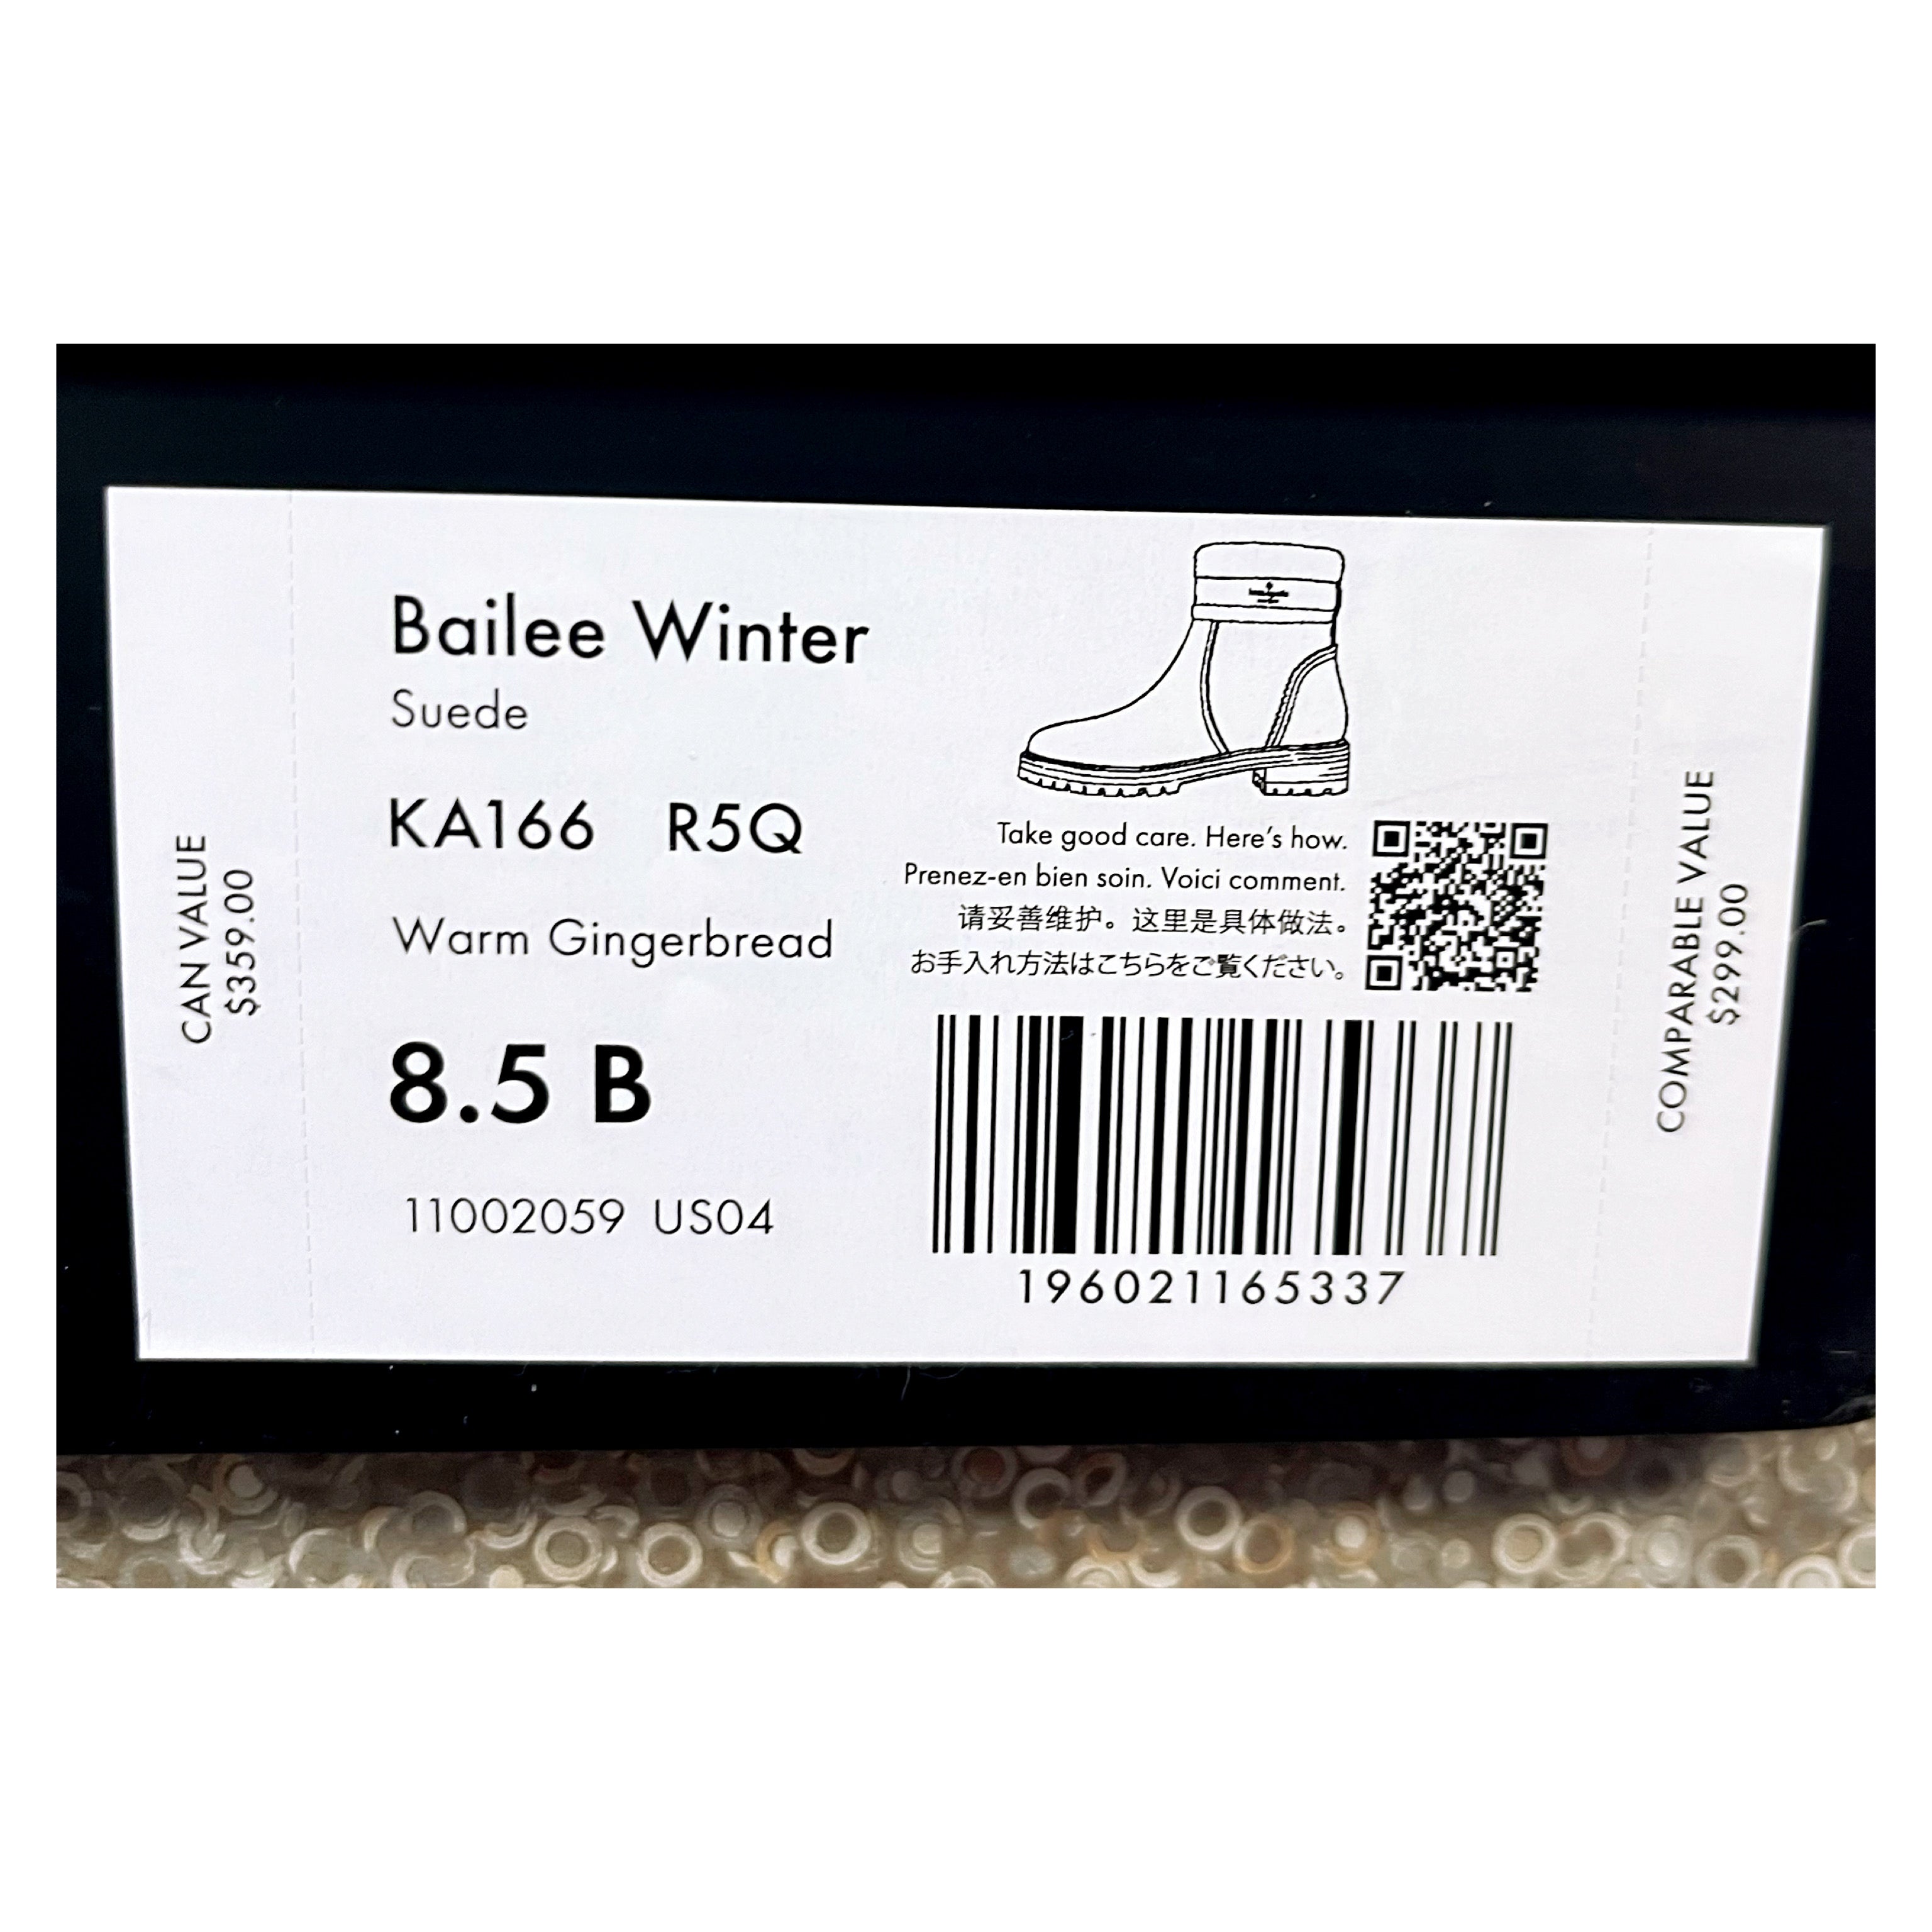 CAN VALUE
$359.00
Bailee Winter
Suede
KA166 R5Q
Warm Gingerbread
8.5 B
11002059 US04
Take good care. Here's how.
Prenez-en bien soin. Voici comment.
请妥善维护。这里是具体做法。
お手入れ方法はこちらをご覧ください。
196021165337
COMPARABLE VALUE
$299.00